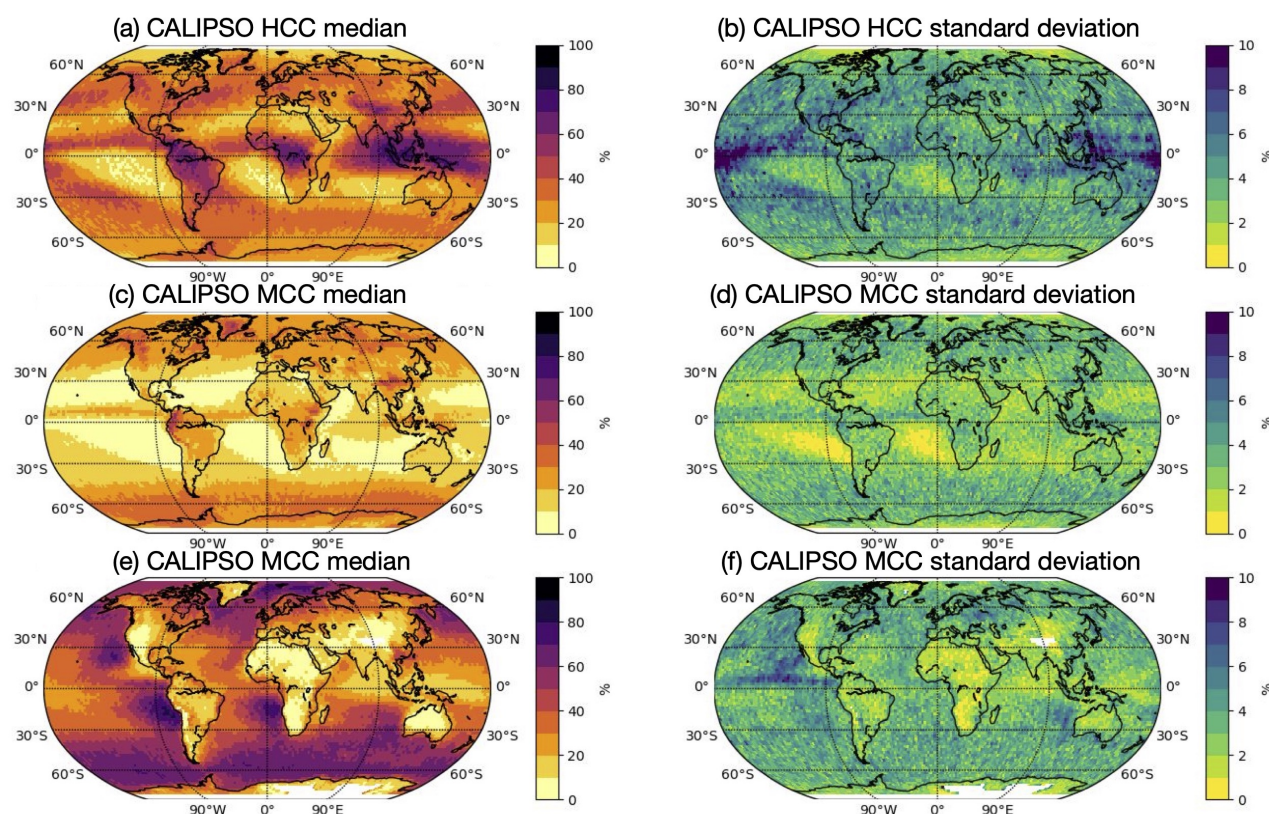 (a) CALIPSO HCC median
(b) CALIPSO HCC standard deviation
60°N 60°N 100 60°N 60°N 10
30°N 30°N 80 30°N 30°N 8
0° 0° 60 % 0° 0° 6 %
30°S 30°S 40 30°S 30°S 4
60°S 60°S 20 60°S 60°S 2
90°W 0° 90°E 0 90°W 0° 90°E 0
(c) CALIPSO MCC median
(d) CALIPSO MCC standard deviation
60°N 60°N 100 60°N 60°N 10
30°N 30°N 80 30°N 30°N 8
0° 0° 60 % 0° 0° 6 %
30°S 30°S 40 30°S 30°S 4
60°S 60°S 20 60°S 60°S 2
90°W 0° 90°E 0 90°W 0° 90°E 0
(e) CALIPSO MCC median
(f) CALIPSO MCC standard deviation
60°N 60°N 100 60°N 60°N 10
30°N 30°N 80 30°N 30°N 8
0° 0° 60 % 0° 0° 6 %
30°S 30°S 40 30°S 30°S 4
60°S 60°S 20 60°S 60°S 2
90°W 0° 90°E 0 90°W 0° 90°E 0